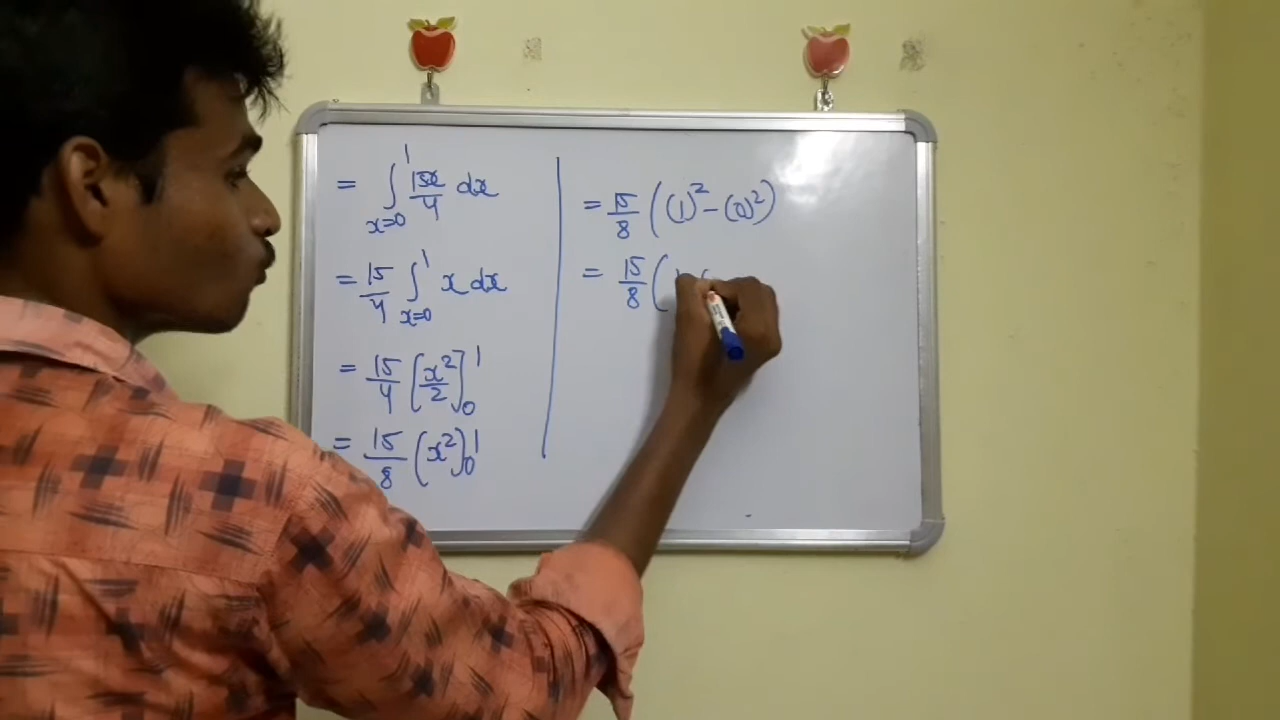 = ∫_{x=0}^{1} 15x/4 dx
= 15/4 ∫_{x=0}^{1} x dx
= 15/4 [x²/2]_0^1
= 15/8 (x²]_0^1
= 15/8 ((1)² - (0)²)
= 15/8 (